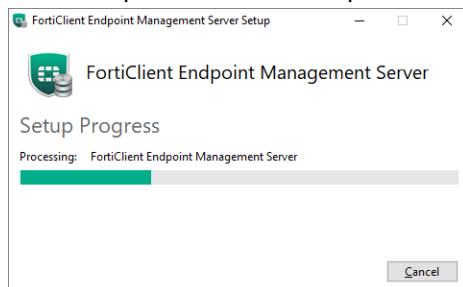 FortiClient Endpoint Management Server Setup
FortiClient Endpoint Management Server
Setup Progress
Processing: FortiClient Endpoint Management Server
Cancel